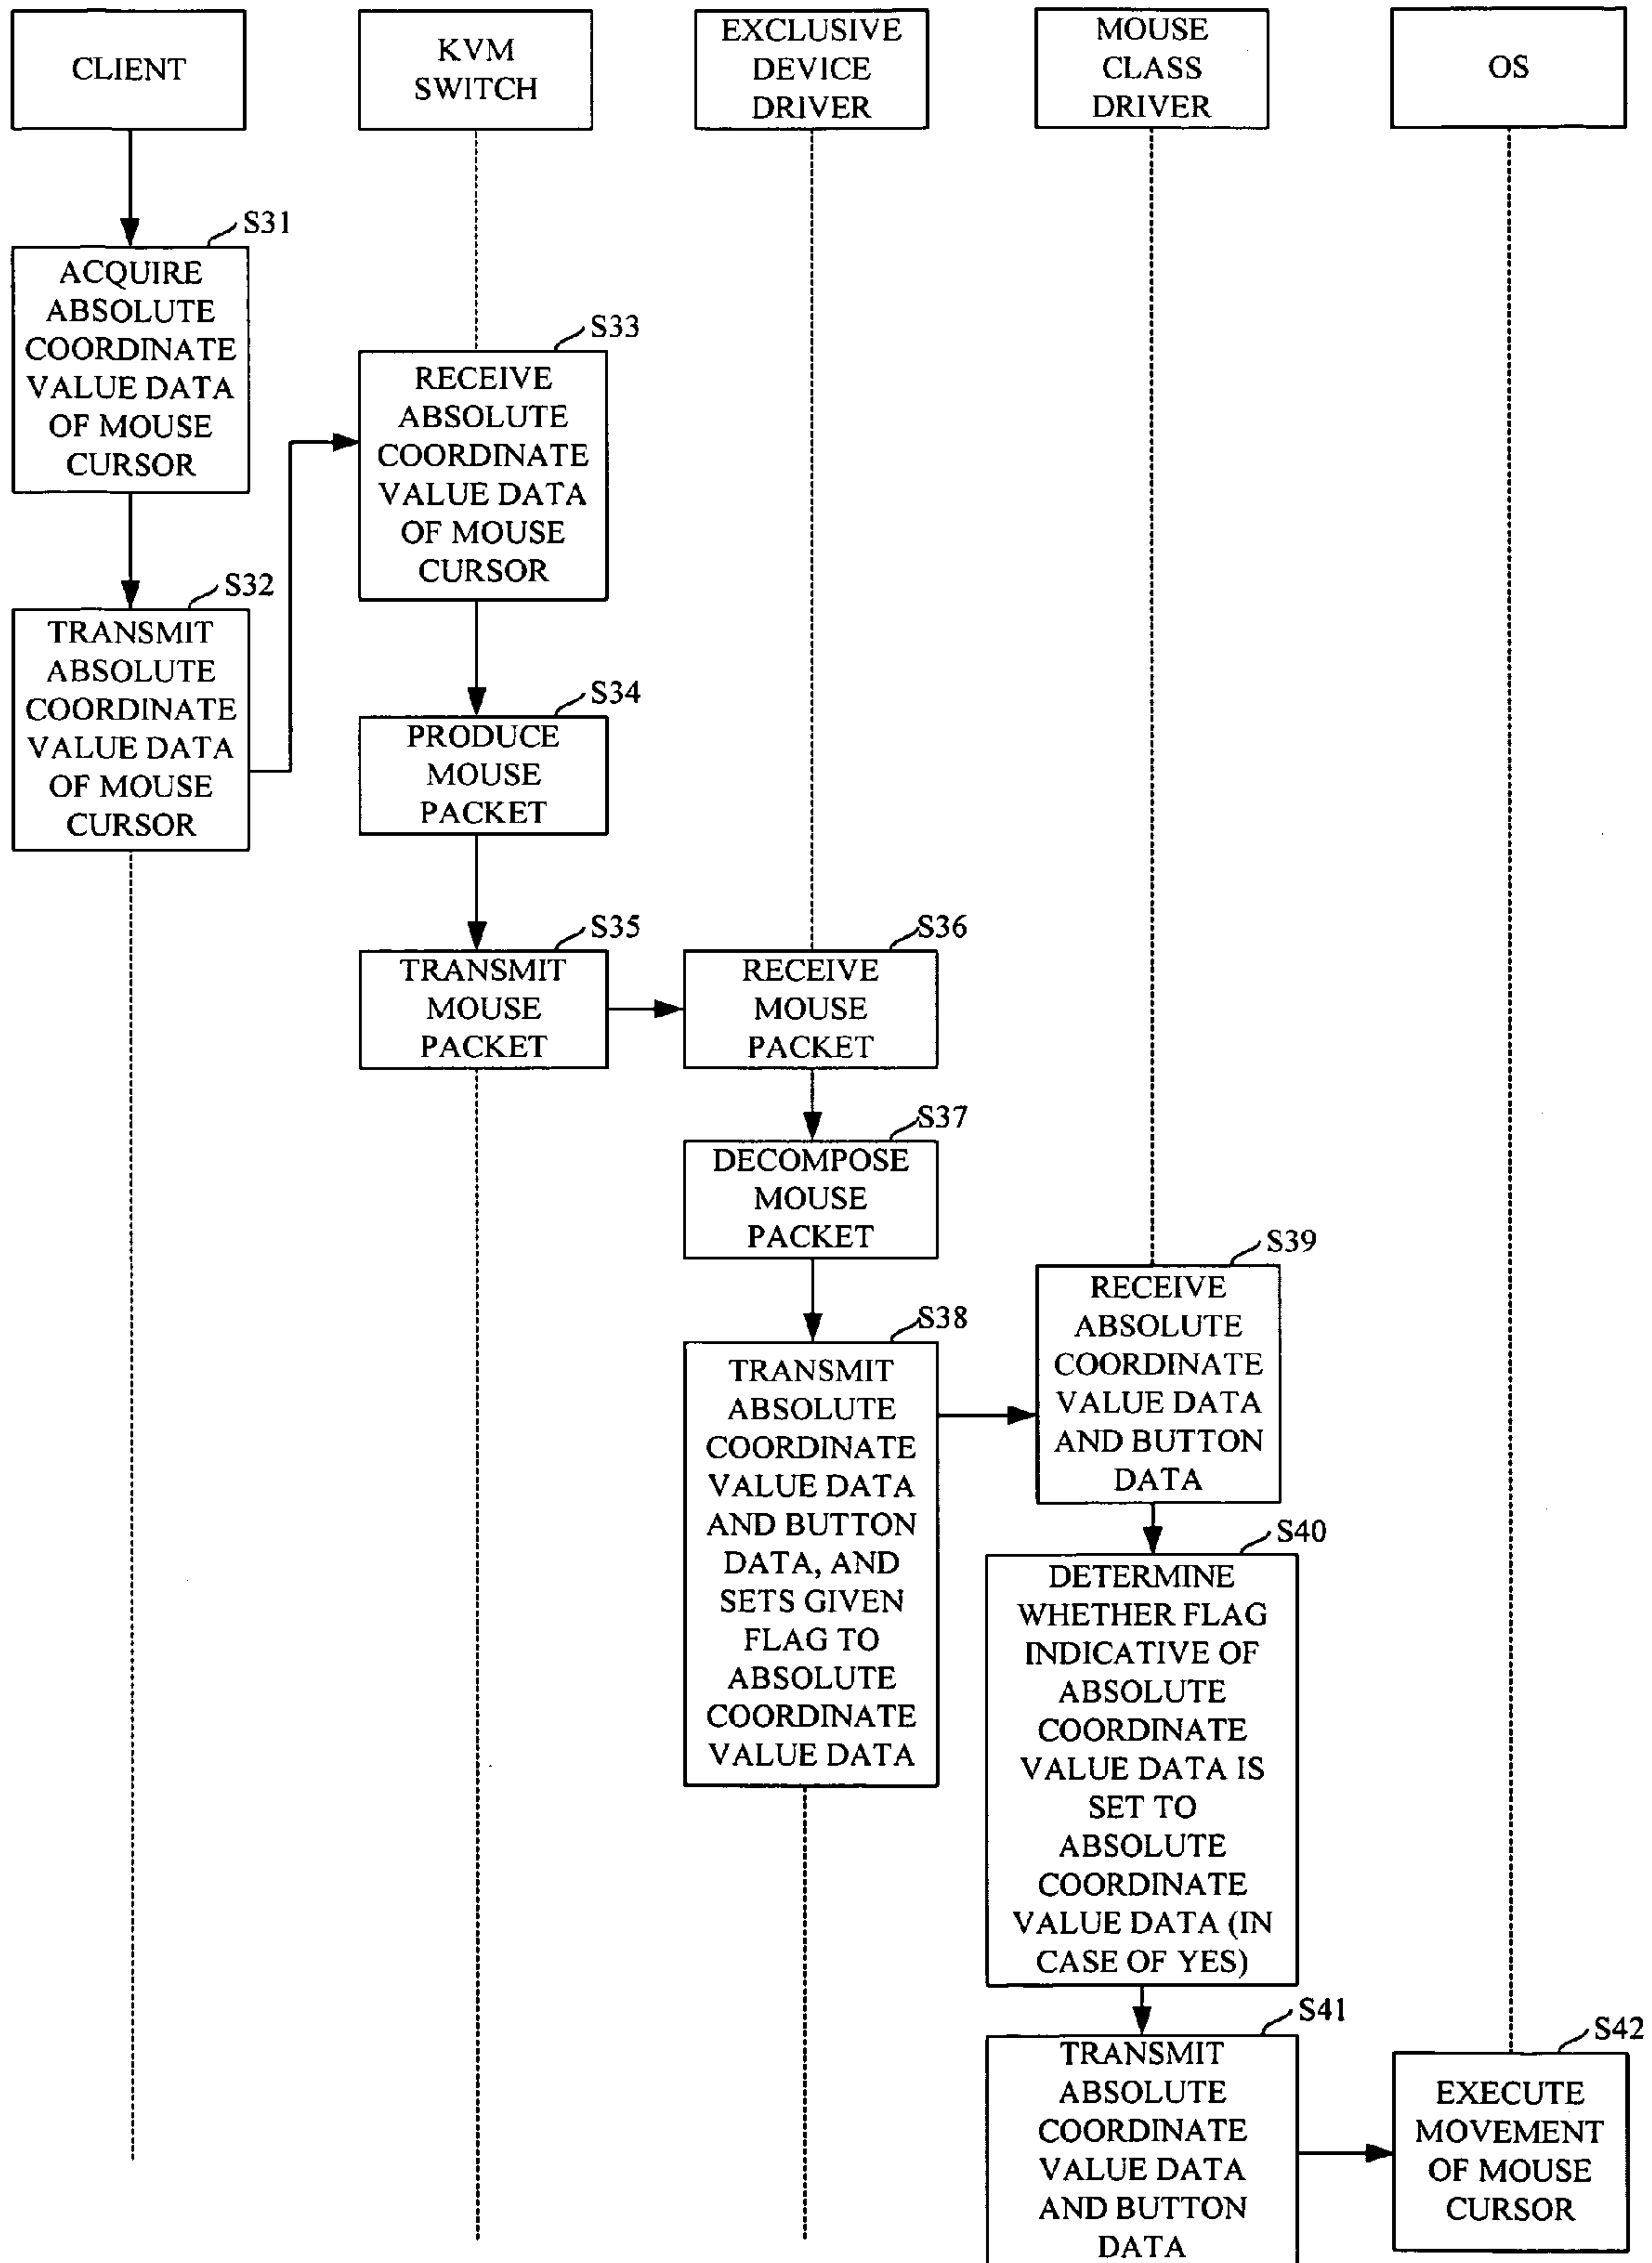 CLIENT
KVM
SWITCH
EXCLUSIVE
DEVICE
DRIVER
MOUSE
CLASS
DRIVER
OS
S31
ACQUIRE
ABSOLUTE
COORDINATE
VALUE DATA
OF MOUSE
CURSOR
S32
TRANSMIT
ABSOLUTE
COORDINATE
VALUE DATA
OF MOUSE
CURSOR
S33
RECEIVE
ABSOLUTE
COORDINATE
VALUE DATA
OF MOUSE
CURSOR
S34
PRODUCE
MOUSE
PACKET
S35
TRANSMIT
MOUSE
PACKET
S36
RECEIVE
MOUSE
PACKET
S37
DECOMPOSE
MOUSE
PACKET
S38
TRANSMIT
ABSOLUTE
COORDINATE
VALUE DATA
AND BUTTON
DATA, AND
SETS GIVEN
FLAG TO
ABSOLUTE
COORDINATE
VALUE DATA
S39
RECEIVE
ABSOLUTE
COORDINATE
VALUE DATA
AND BUTTON
DATA
S40
DETERMINE
WHETHER FLAG
INDICATIVE OF
ABSOLUTE
COORDINATE
VALUE DATA IS
SET TO
ABSOLUTE
COORDINATE
VALUE DATA (IN
CASE OF YES)
S41
TRANSMIT
ABSOLUTE
COORDINATE
VALUE DATA
AND BUTTON
DATA
S42
EXECUTE
MOVEMENT
OF MOUSE
CURSOR